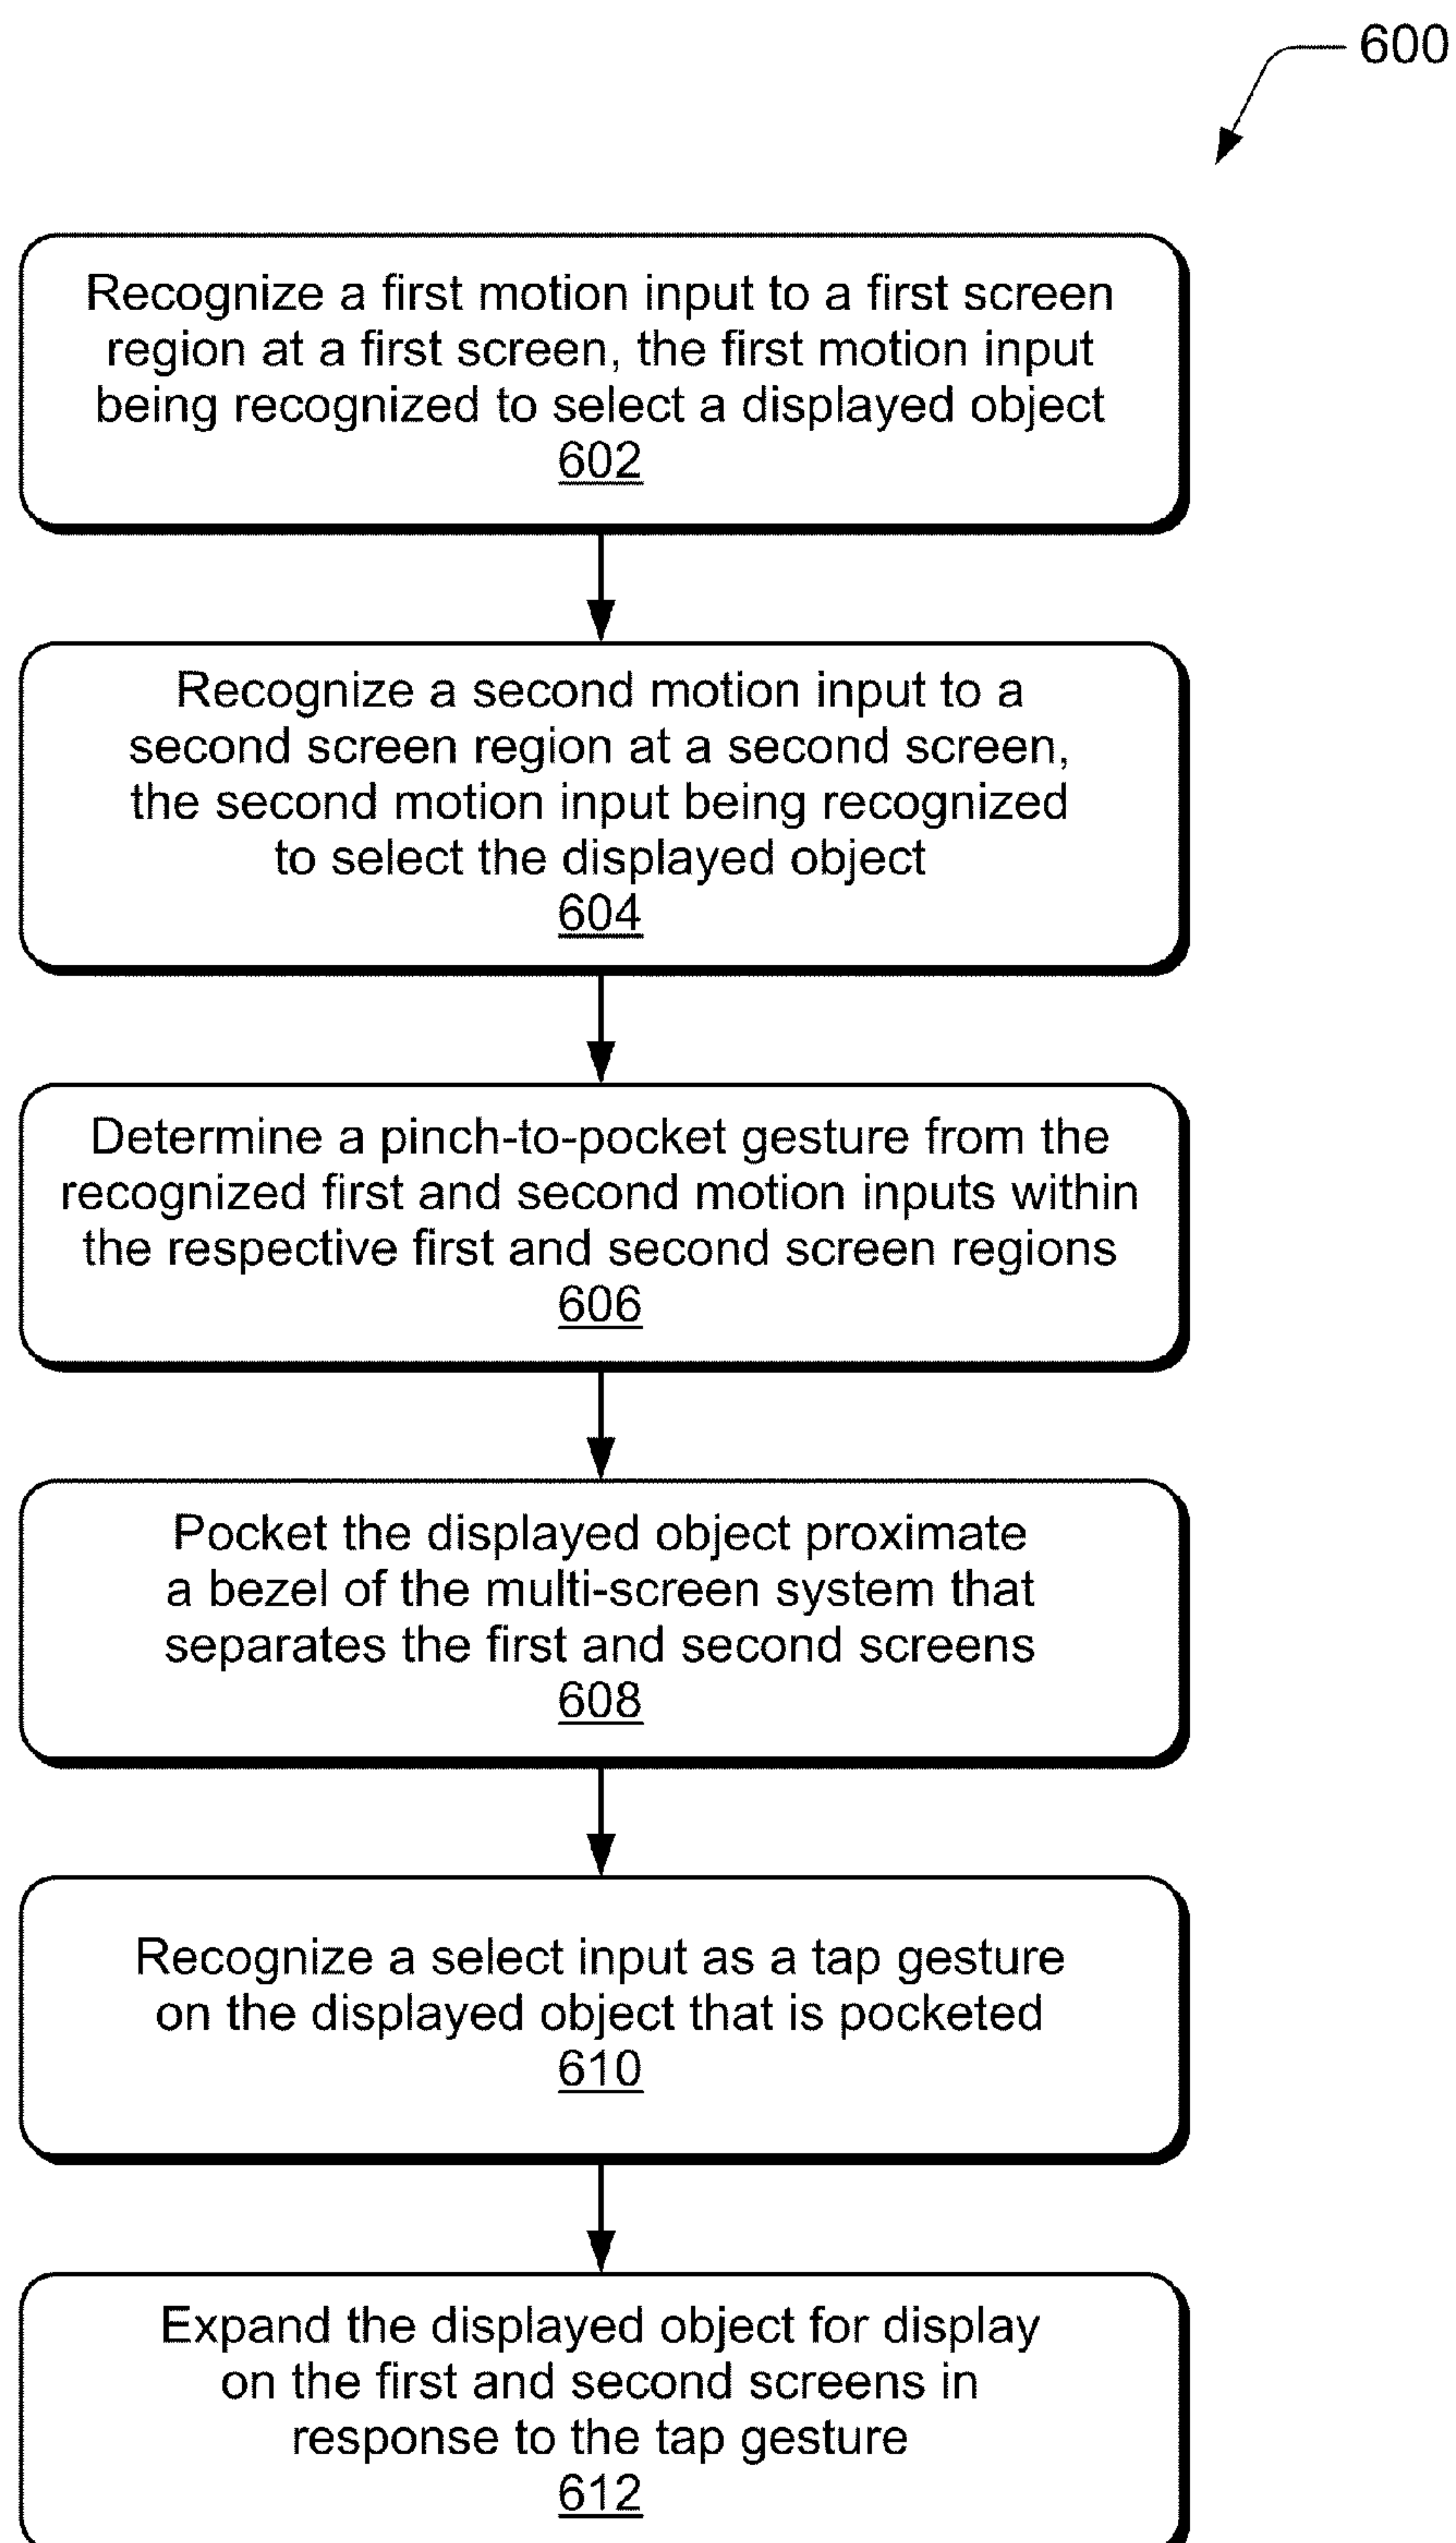 600
Recognize a first motion input to a first screen
region at a first screen, the first motion input
being recognized to select a displayed object
602
Recognize a second motion input to a
second screen region at a second screen,
the second motion input being recognized
to select the displayed object
604
Determine a pinch-to-pocket gesture from the
recognized first and second motion inputs within
the respective first and second screen regions
606
Pocket the displayed object proximate
a bezel of the multi-screen system that
separates the first and second screens
608
Recognize a select input as a tap gesture
on the displayed object that is pocketed
610
Expand the displayed object for display
on the first and second screens in
response to the tap gesture
612